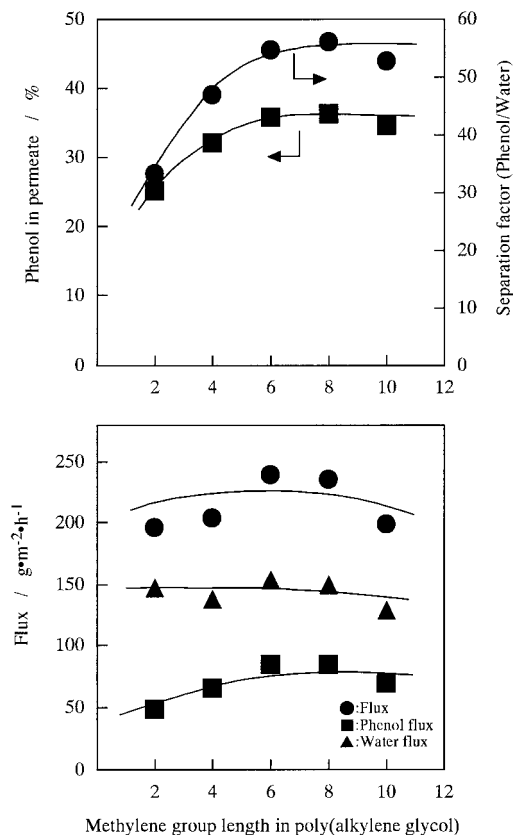 Phenol in permeate / %
50
40
30
20
10
0
60
50
40
30
20
10
0
Separation factor (Phenol/Water)
2 4 6 8 10 12
Flux / g•m-2•h-1
250
200
150
100
50
0
:Flux
:Phenol flux
:Water flux
2 4 6 8 10 12
Methylene group length in poly(alkylene glycol)